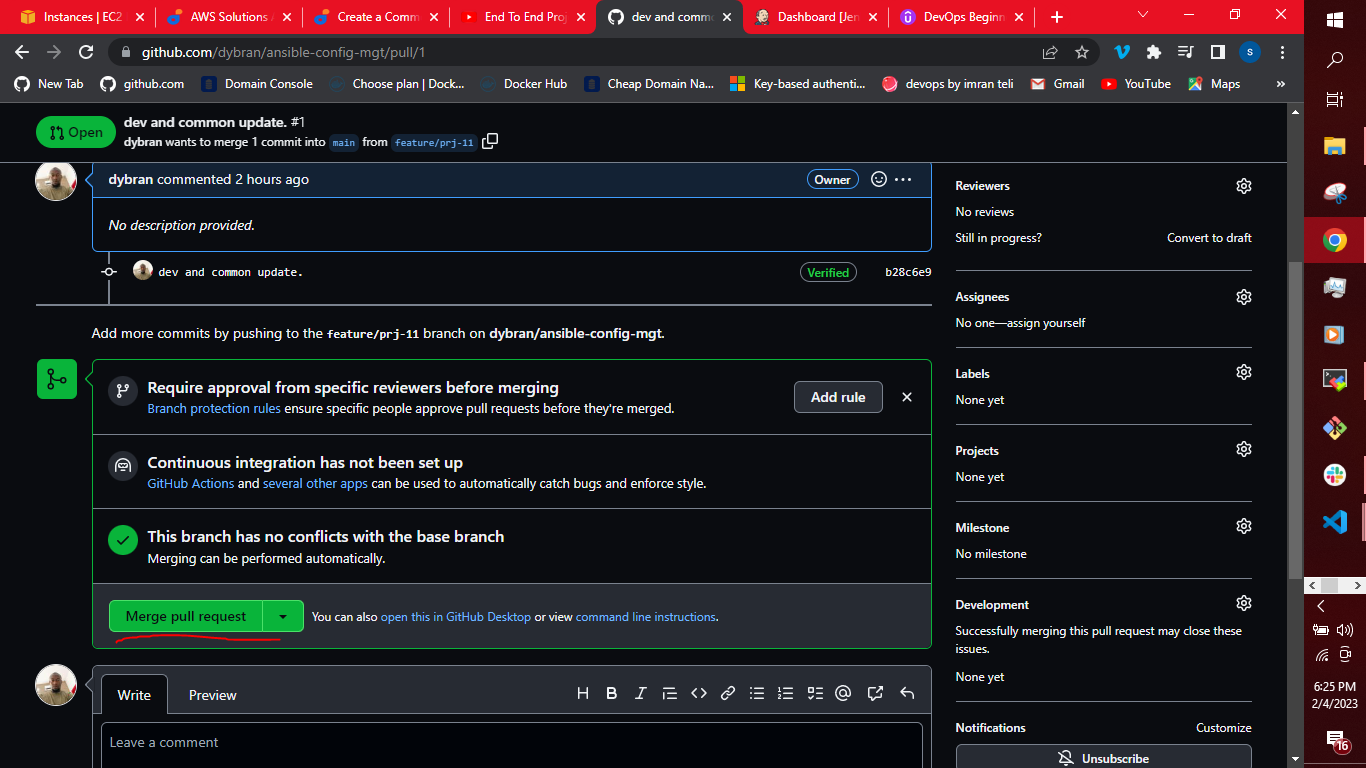 Instances | EC2
AWS Solutions A
Create a Comm
End To End Proj
dev and commo
Dashboard [Jen
DevOps Beginn
github.com/dybran/ansible-config-mgt/pull/1
S
New Tab
github.com
Domain Console
Choose plan | Dock...
Docker Hub
Cheap Domain Na...
Key-based authenti...
devops by imran teli
Gmail
YouTube
Maps
»
Open
dev and common update. #1
dybran wants to merge 1 commit into main from feature/prj-11
dybran commented 2 hours ago
Owner
No description provided.
dev and common update.
Verified
b28c6e9
Add more commits by pushing to the feature/prj-11 branch on dybran/ansible-config-mgt.
Require approval from specific reviewers before merging
Branch protection rules ensure specific people approve pull requests before they're merged.
Add rule
Continuous integration has not been set up
GitHub Actions and several other apps can be used to automatically catch bugs and enforce style.
This branch has no conflicts with the base branch
Merging can be performed automatically.
Merge pull request
You can also open this in GitHub Desktop or view command line instructions.
Write
Preview
Leave a comment
Reviewers
No reviews
Still in progress?
Convert to draft
Assignees
No one—assign yourself
Labels
None yet
Projects
None yet
Milestone
No milestone
Development
Successfully merging this pull request may close these
issues.
None yet
Notifications
Customize
Unsubscribe
6:25 PM
2/4/2023
16